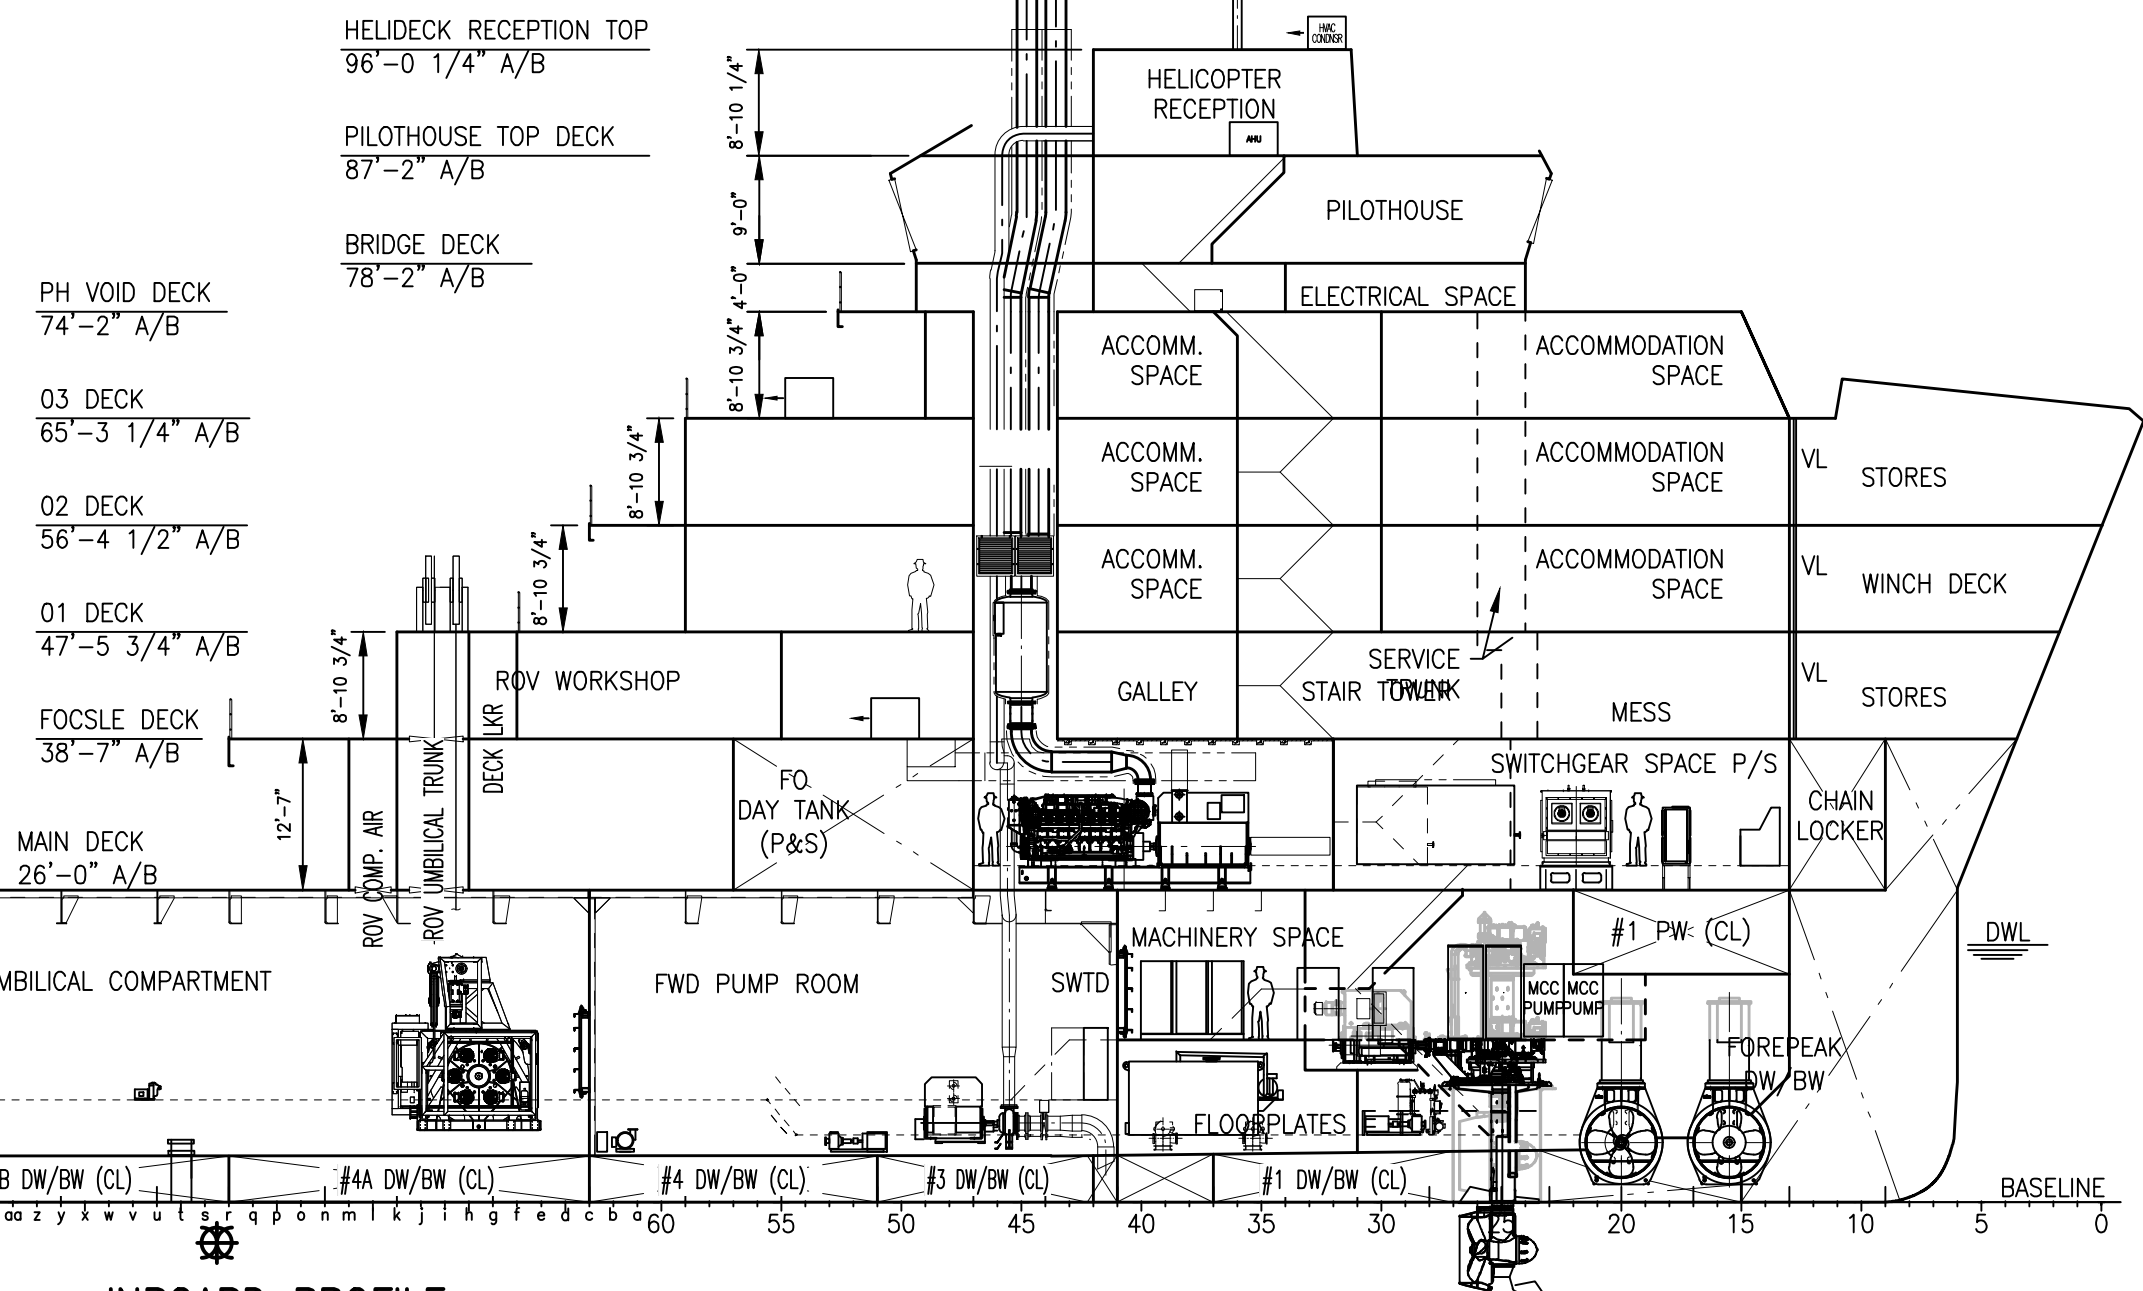 HELIDECK RECEPTION TOP
96'-0 1/4" A/B
PILOTHOUSE TOP DECK
87'-2" A/B
BRIDGE DECK
78'-2" A/B
PH VOID DECK
74'-2" A/B
03 DECK
65'-3 1/4" A/B
02 DECK
56'-4 1/2" A/B
01 DECK
47'-5 3/4" A/B
FOCSLE DECK
38'-7" A/B
MAIN DECK
26'-0" A/B
8'-10 1/4"
9'-0"
4'-0"
8'-10 3/4"
8'-10 3/4"
8'-10 3/4"
8'-10 3/4"
12'-7"
HVAC
CONDNSR
HELICOPTER
RECEPTION
AHU
PILOTHOUSE
ELECTRICAL SPACE
ACCOMM.
SPACE
ACCOMMODATION
SPACE
ACCOMM.
SPACE
ACCOMMODATION
SPACE
VL
STORES
ACCOMM.
SPACE
ACCOMMODATION
SPACE
VL
WINCH DECK
ROV WORKSHOP
GALLEY
STAIR TOWER
SERVICE
TRUNK
MESS
VL
STORES
DECK LKR
ROV UMBILICAL TRUNK
ROV COMP. AIR
FO
DAY TANK
(P&S)
SWITCHGEAR SPACE P/S
CHAIN
LOCKER
MBILICAL COMPARTMENT
FWD PUMP ROOM
SWTD
MACHINERY SPACE
#1 PW (CL)
DWL
MCC
PUMP
MCC
PUMP
FOREPEAK
DW/BW
FLOORPLATES
B DW/BW (CL)
#4A DW/BW (CL)
#4 DW/BW (CL)
#3 DW/BW (CL)
#1 DW/BW (CL)
BASELINE
aa z y x w v u t s r q p o n m l k j i h g f e d c b a 60 55 50 45 40 35 30 25 20 15 10 5 0
INBOARD PROFILE